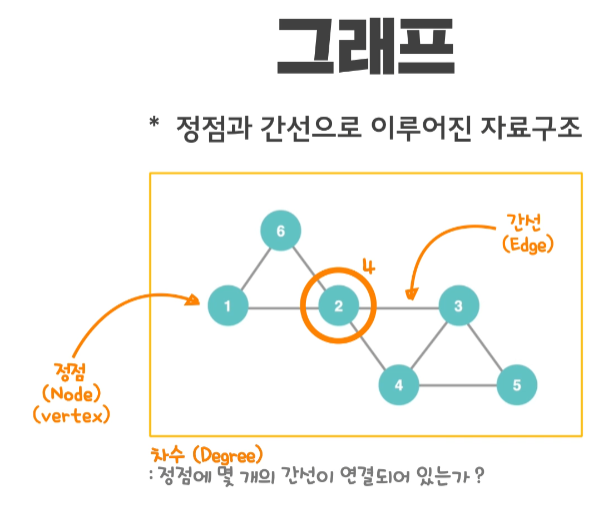 그래프
* 정점과 간선으로 이루어진 자료구조
6
4
간선
(Edge)
1
2
3
정점
(Node)
(vertex)
4
5
차수 (Degree)
: 정점에 몇 개의 간선이 연결되어 있는가?